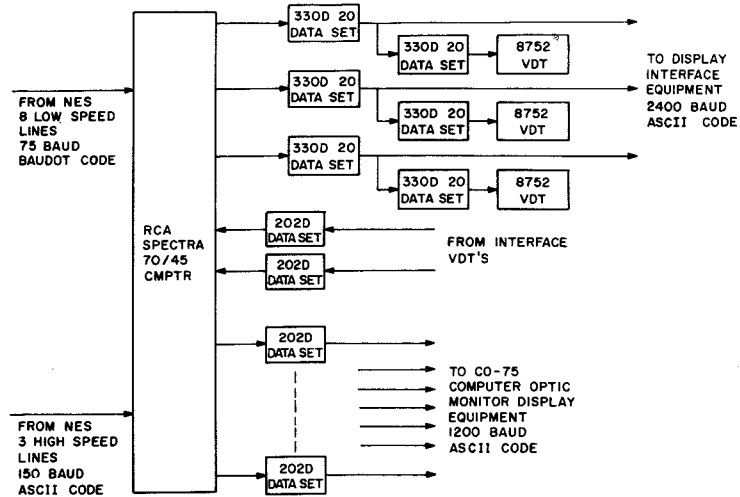 330D 20
DATA SET
330D 20
DATA SET
8752
VDT
TO DISPLAY
INTERFACE
EQUIPMENT
2400 BAUD
ASCII CODE
330D 20
DATA SET
330D 20
DATA SET
8752
VDT
FROM NES
8 LOW SPEED
LINES
75 BAUD
BAUDOT CODE
330D 20
DATA SET
330D 20
DATA SET
8752
VDT
RCA
SPECTRA
70/45
CMPTR
202D
DATA SET
202D
DATA SET
FROM INTERFACE
VDT'S
202D
DATA SET
TO CO-75
COMPUTER OPTIC
MONITOR DISPLAY
EQUIPMENT
1200 BAUD
ASCII CODE
FROM NES
3 HIGH SPEED
LINES
150 BAUD
ASCII CODE
202D
DATA SET